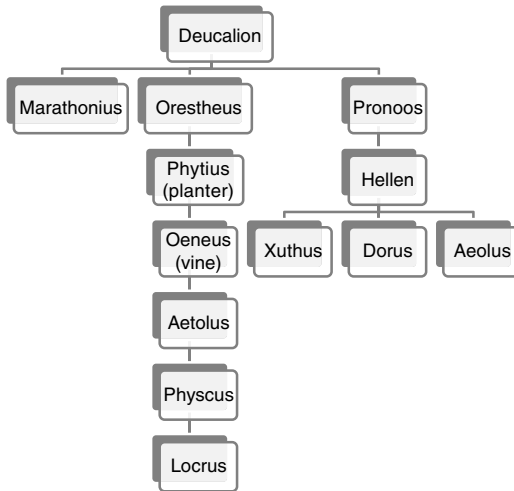 Deucalion
Marathonius
Orestheus
Pronoos
Phytius
(planter)
Hellen
Oeneus
(vine)
Xuthus
Dorus
Aeolus
Aetolus
Physcus
Locrus